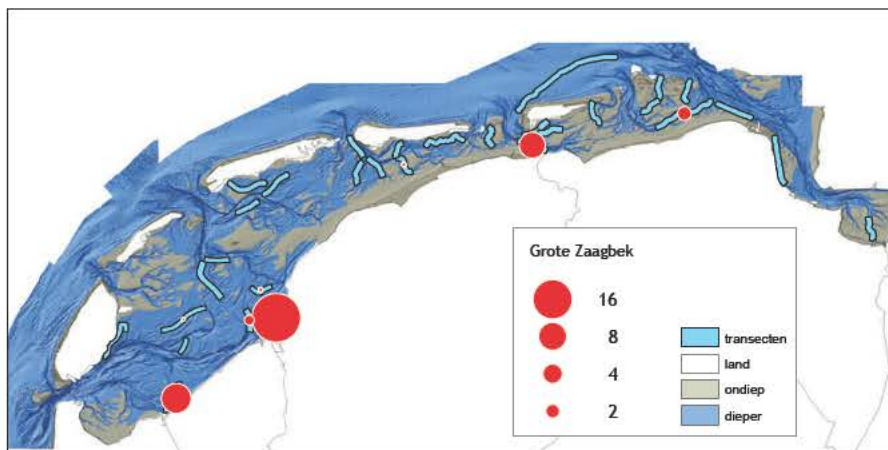 Grote Zaagbek
16
8
4
2
transecten
land
ondiep
dieper